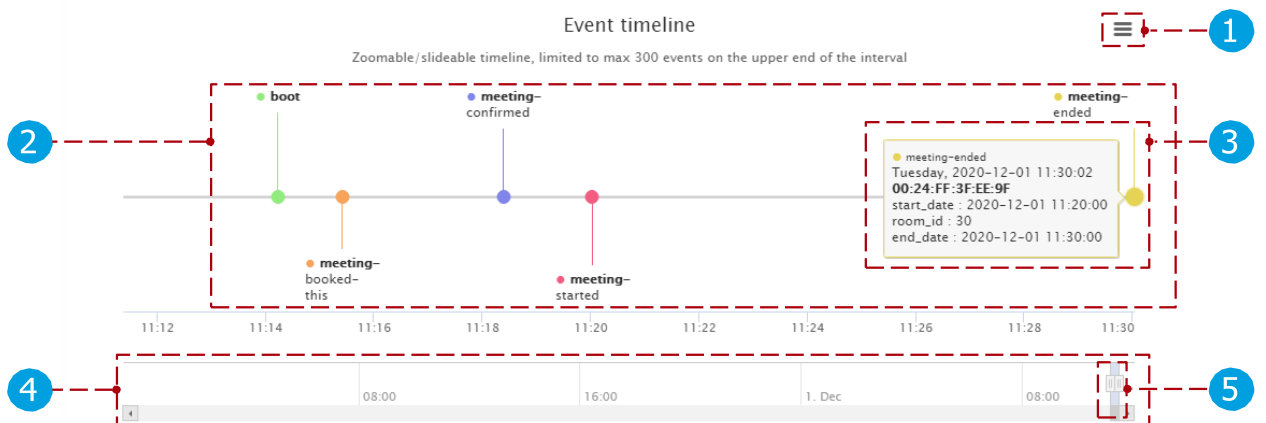 Event timeline
1
Zoomable/slideable timeline, limited to max 300 events on the upper end of the interval
boot
meeting-
confirmed
meeting-
ended
2
3
meeting-ended
Tuesday, 2020-12-01 11:30:02
00:24:FF:3F:EE:9F
start_date : 2020-12-01 11:20:00
room_id : 30
end_date : 2020-12-01 11:30:00
meeting-
booked-
this
meeting-
started
11:12 11:14 11:16 11:18 11:20 11:22 11:24 11:26 11:28 11:30
4
08:00 16:00 1. Dec 08:00
5